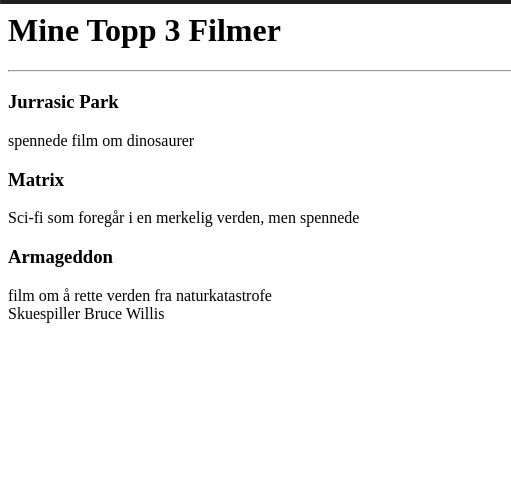 Mine Topp 3 Filmer
Jurrasic Park
spennede film om dinosaurer
Matrix
Sci-fi som foregår i en merkelig verden, men spennede
Armageddon
film om å rette verden fra naturkatastrofe
Skuespiller Bruce Willis